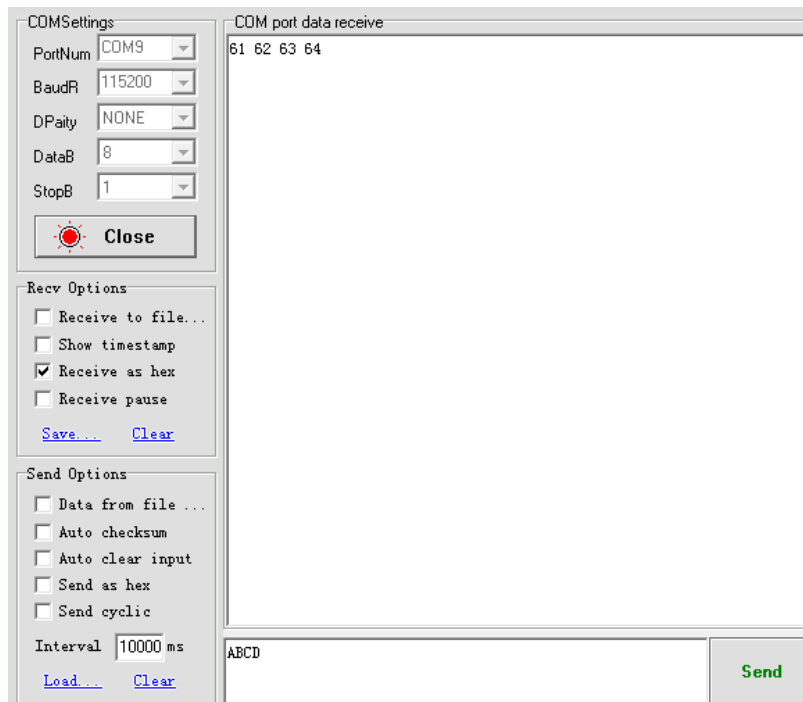 COMSettings
PortNum COM9
BaudR 115200
DPaity NONE
DataB 8
StopB 1
Close
Recv Options
Receive to file...
Show timestamp
Receive as hex
Receive pause
Save... Clear
Send Options
Data from file ...
Auto checksum
Auto clear input
Send as hex
Send cyclic
Interval 10000 ms
Load... Clear
COM port data receive
61 62 63 64
ABCD
Send